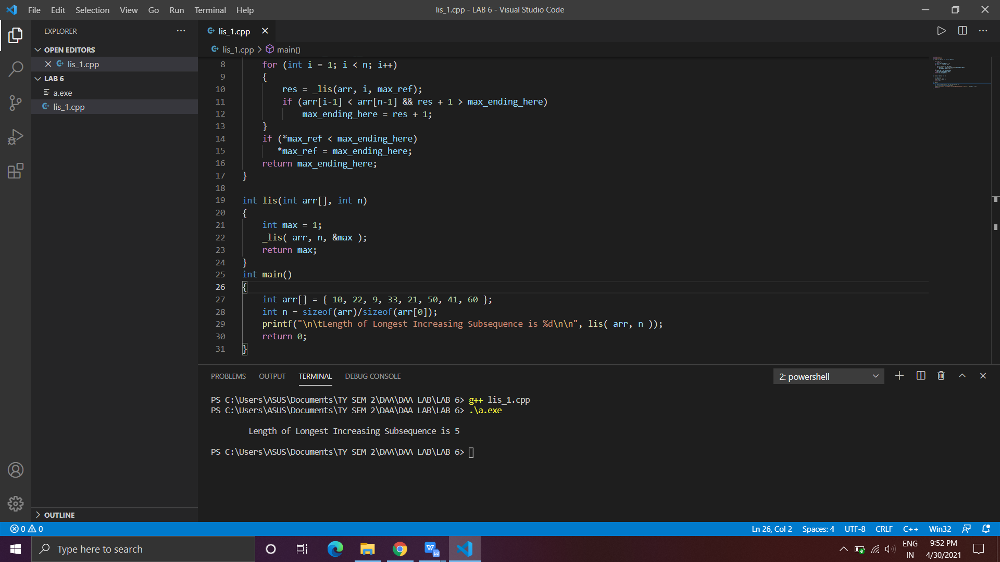 File Edit Selection View Go Run Terminal Help
lis_1.cpp - LAB 6 - Visual Studio Code
EXPLORER
OPEN EDITORS
lis_1.cpp
LAB 6
a.exe
lis_1.cpp
OUTLINE
lis_1.cpp
lis_1.cpp > main()
8 for (int i = 1; i < n; i++)
9 {
10 res = _lis(arr, i, max_ref);
11 if (arr[i-1] < arr[n-1] && res + 1 > max_ending_here)
12 max_ending_here = res + 1;
13 }
14 if (*max_ref < max_ending_here)
15 *max_ref = max_ending_here;
16 return max_ending_here;
17 }
18
19 int lis(int arr[], int n)
20 {
21 int max = 1;
22 _lis( arr, n, &max );
23 return max;
24 }
25 int main()
26 {
27 int arr[] = { 10, 22, 9, 33, 21, 50, 41, 60 };
28 int n = sizeof(arr)/sizeof(arr[0]);
29 printf("\n\tLength of Longest Increasing Subsequence is %d\n\n", lis( arr, n ));
30 return 0;
31 }
PROBLEMS OUTPUT TERMINAL DEBUG CONSOLE
2: powershell
PS C:\Users\ASUS\Documents\TY SEM 2\DAA\DAA LAB\LAB 6> g++ lis_1.cpp
PS C:\Users\ASUS\Documents\TY SEM 2\DAA\DAA LAB\LAB 6> .\a.exe
Length of Longest Increasing Subsequence is 5
PS C:\Users\ASUS\Documents\TY SEM 2\DAA\DAA LAB\LAB 6>
0 0
Ln 26, Col 2 Spaces: 4 UTF-8 CRLF C++ Win32
Type here to search
ENG
IN
9:52 PM
4/30/2021